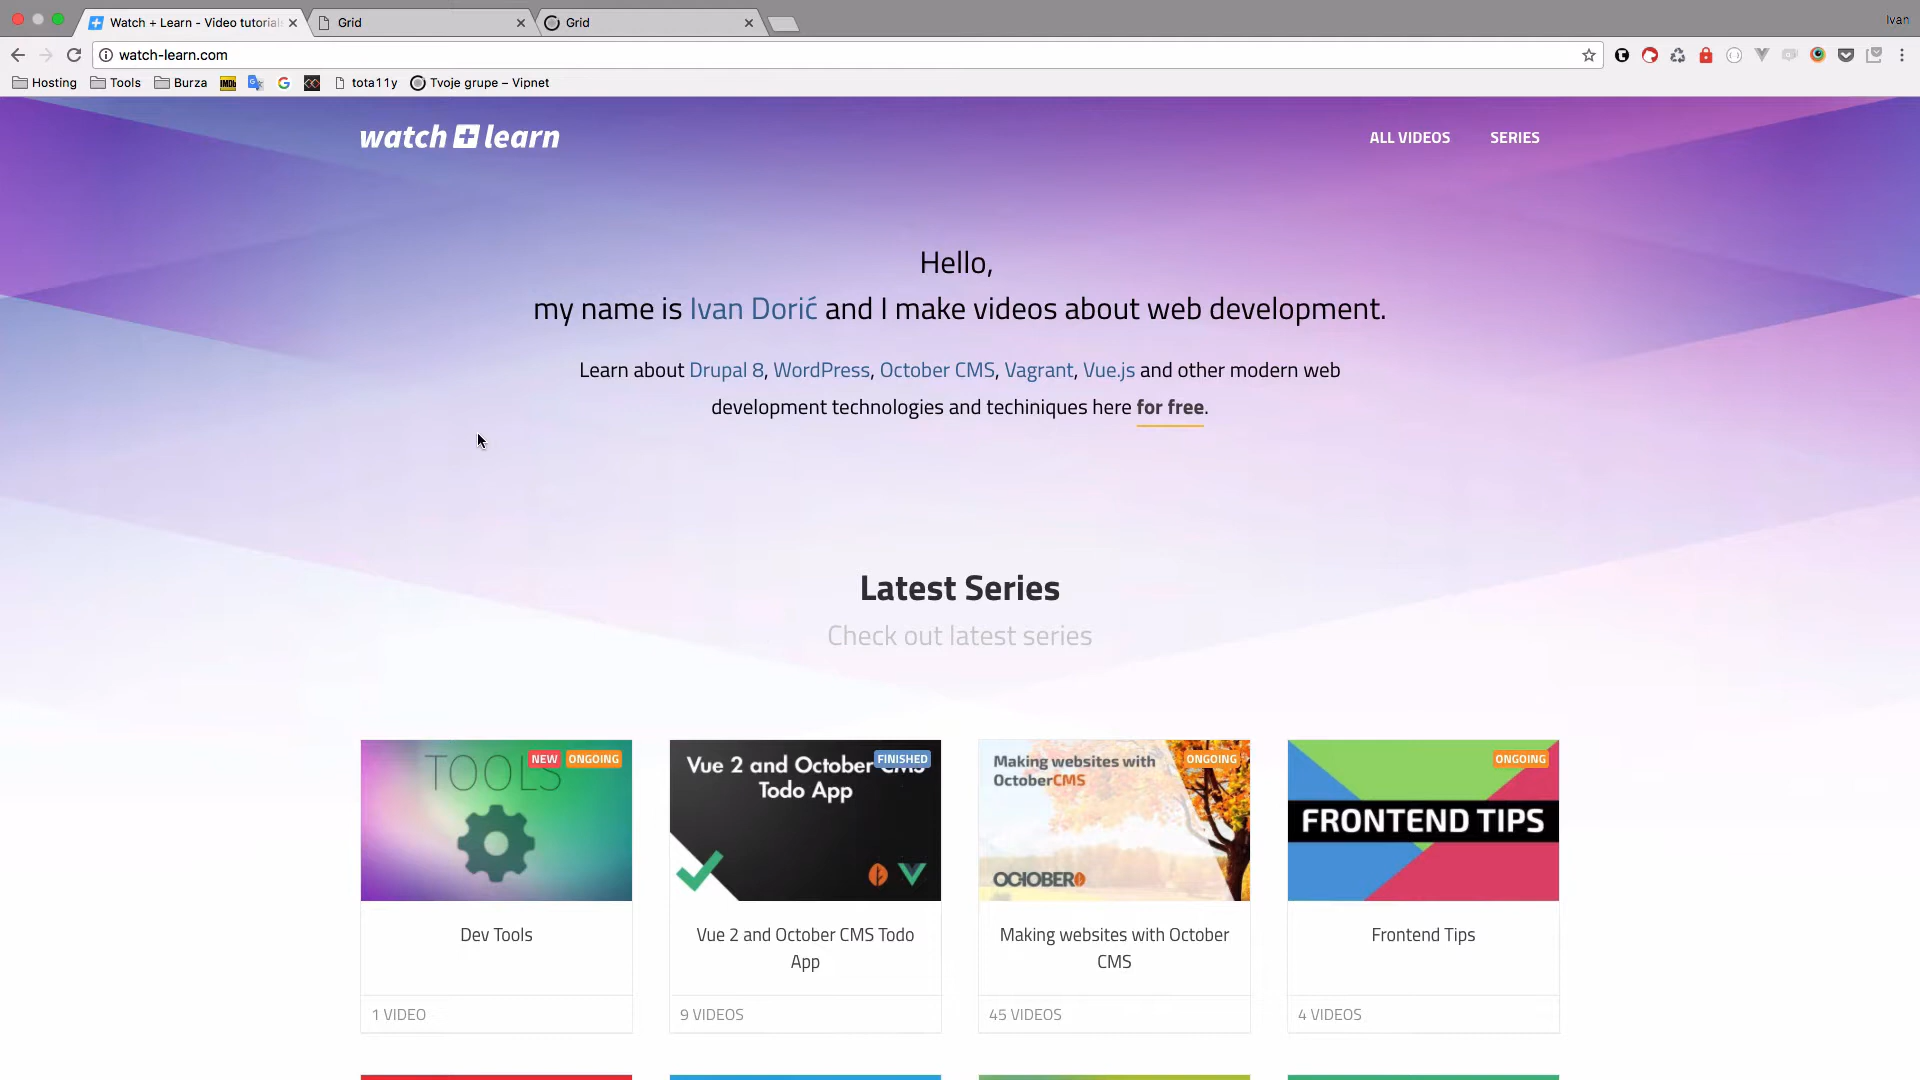 Watch + Learn - Video tutorial
Grid
Grid
Ivan
watch-learn.com
Hosting
Tools
Burza
IMDb
tota11y
Tvoje grupe – Vipnet
watch + learn
ALL VIDEOS
SERIES
Hello,
my name is Ivan Dorić and I make videos about web development.
Learn about Drupal 8, WordPress, October CMS, Vagrant, Vue.js and other modern web
development technologies and techiniques here for free.
Latest Series
Check out latest series
TOOLS
NEW
ONGOING
Dev Tools
1 VIDEO
Vue 2 and October CMS
Todo App
FINISHED
Vue 2 and October CMS Todo
App
9 VIDEOS
Making websites with
OctoberCMS
ONGOING
OCTOBER
Making websites with October
CMS
45 VIDEOS
ONGOING
FRONTEND TIPS
Frontend Tips
4 VIDEOS